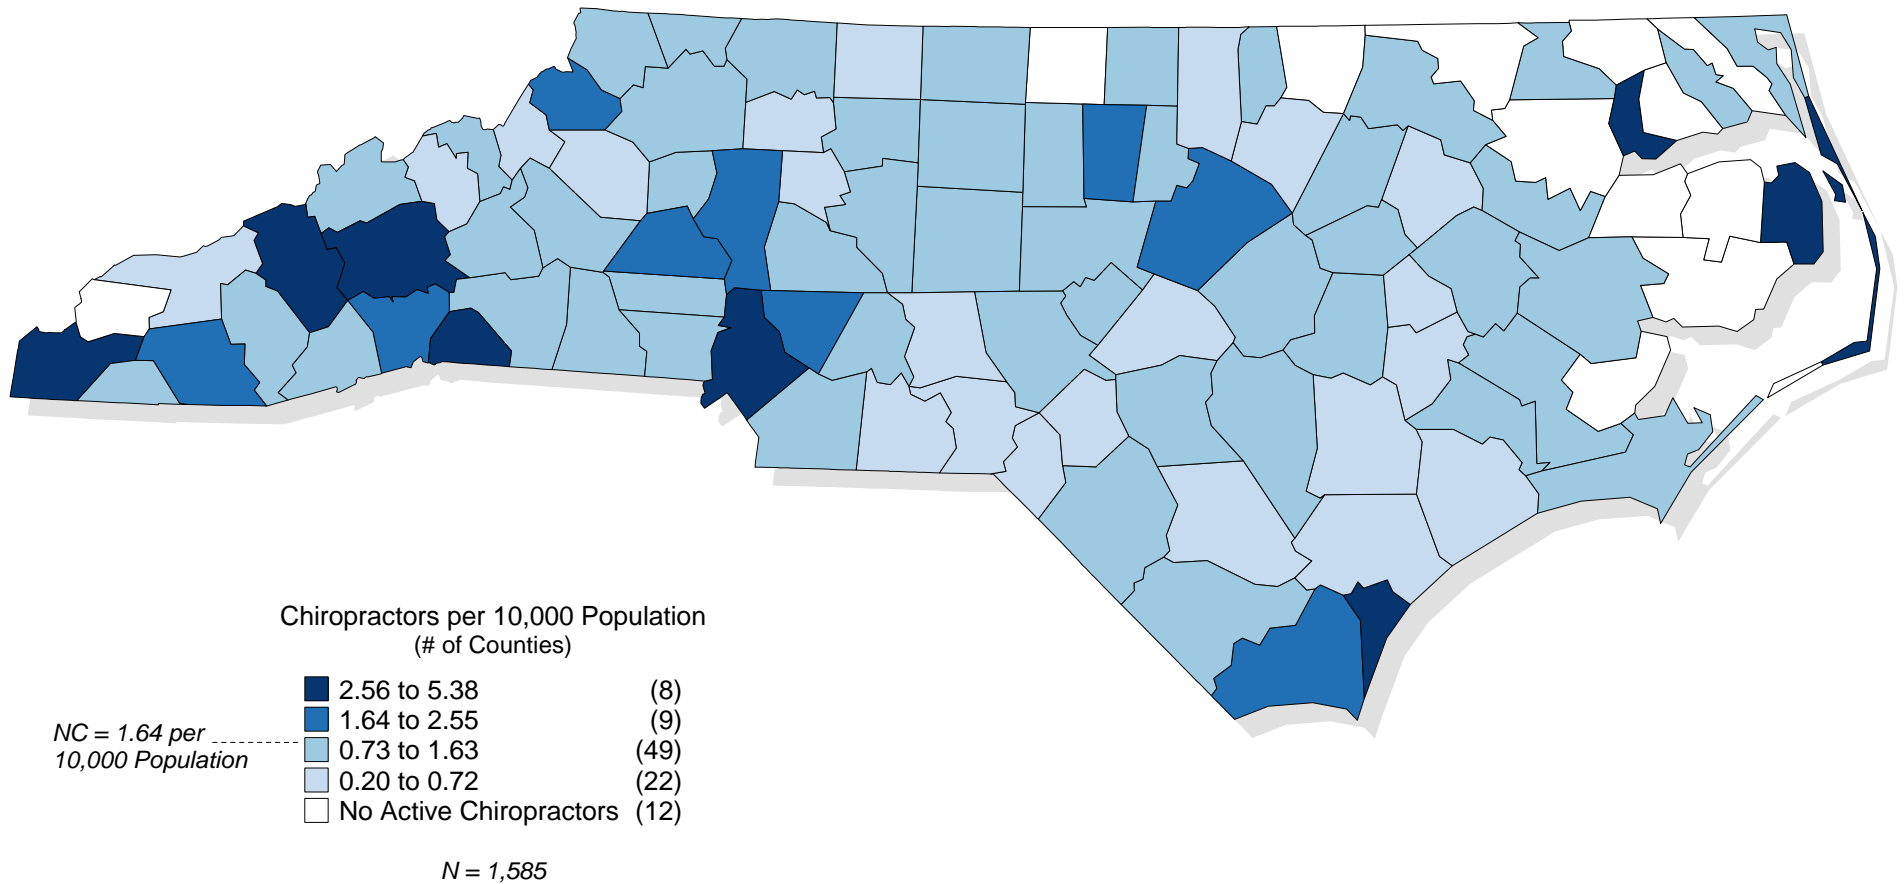 Chiropractors per 10,000 Population
(# of Counties)
2.56 to 5.38 (8)
1.64 to 2.55 (9)
0.73 to 1.63 (49)
0.20 to 0.72 (22)
No Active Chiropractors (12)
NC = 1.64 per
10,000 Population
N = 1,585